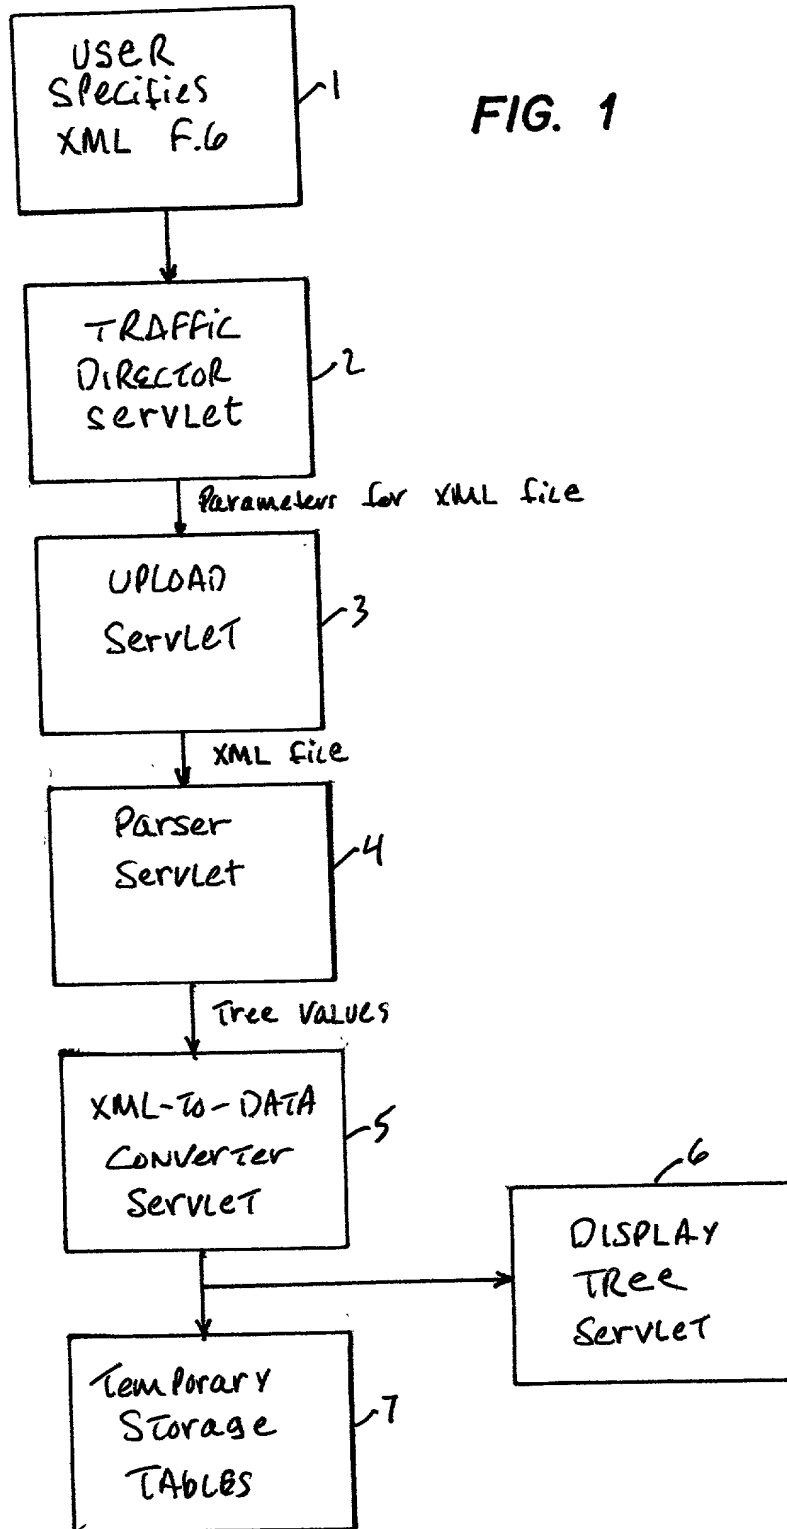 FIG. 1
USER
SPecifies
XML F.6
1
TRAFFIC
DIRECTOR
Servlet
2
Parameters for XML file
UPLOAD
ServLeT
3
XML file
Parser
Servlet
4
Tree Values
XML-To-DATA
CONVerTer
ServLeT
5
6
DISPLAY
TRee
ServLeT
Temporary
Storage
TABLES
7